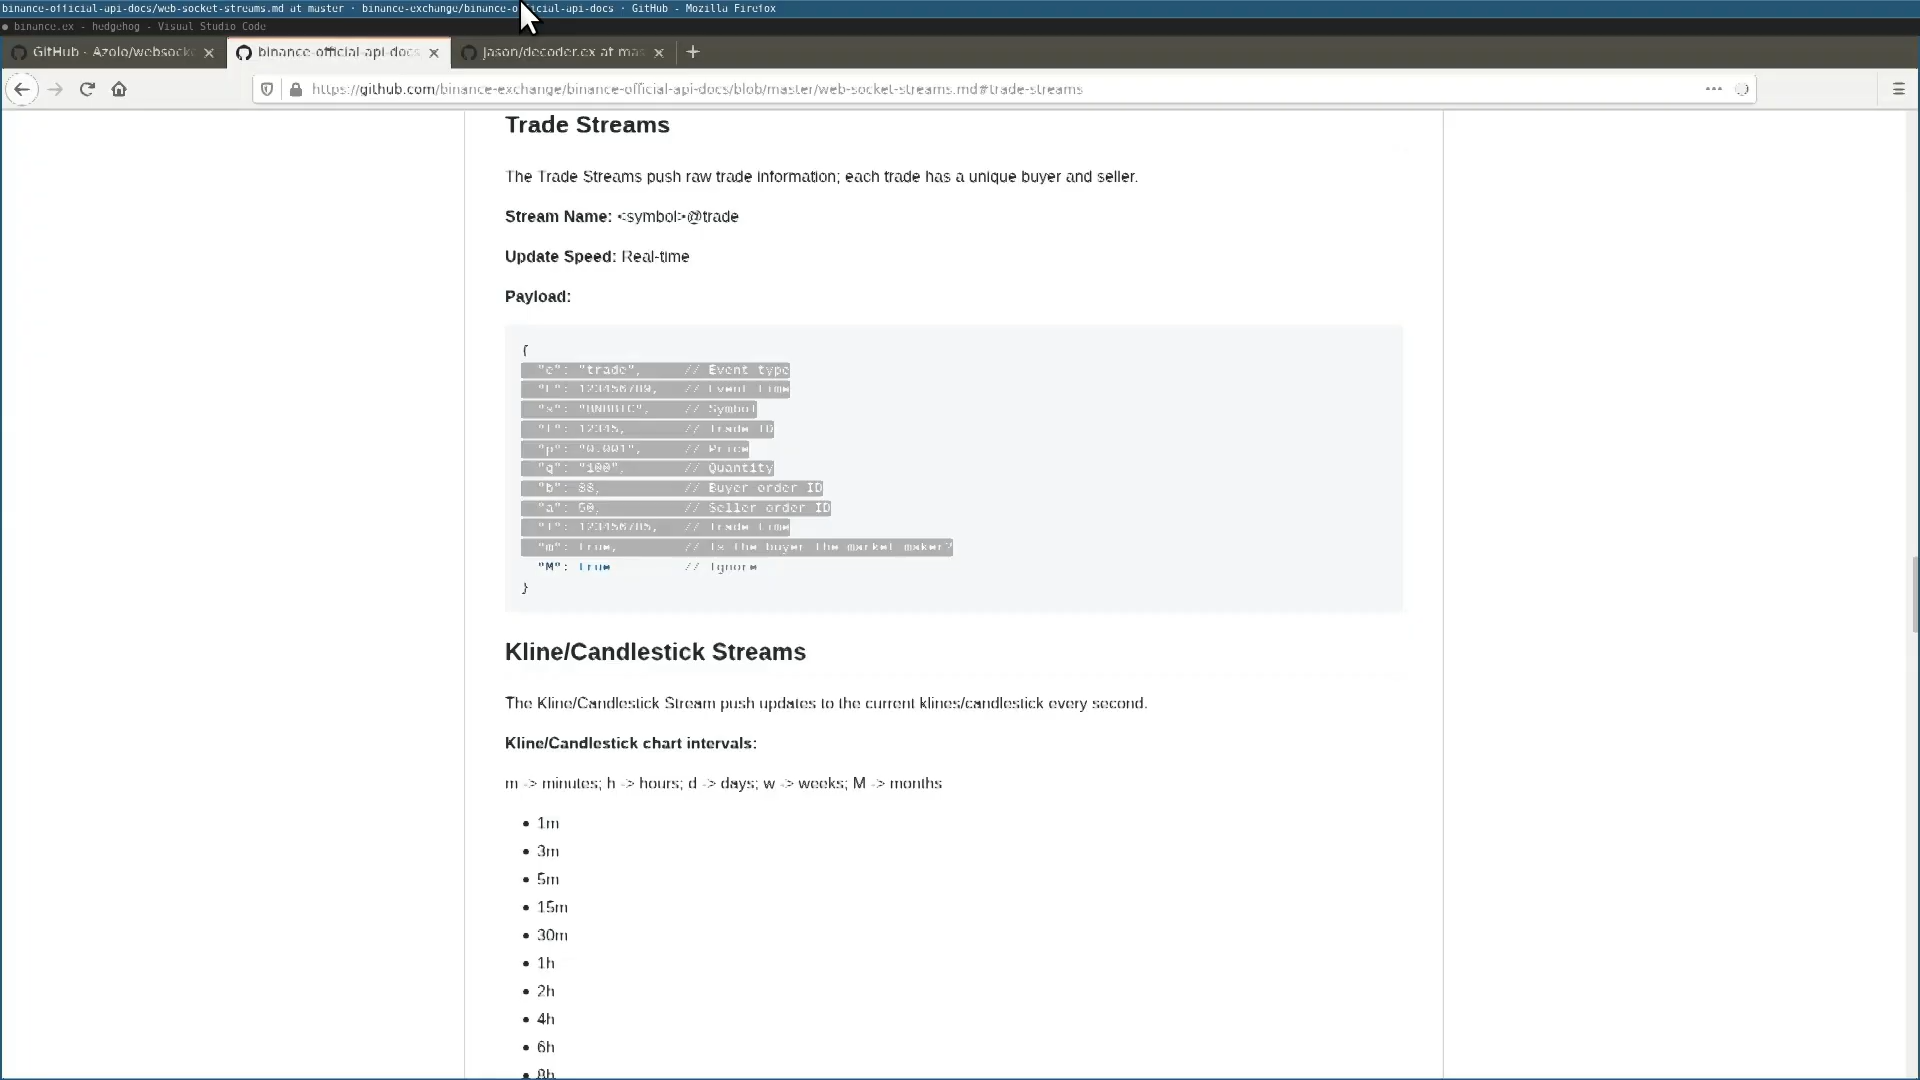 binance-official-api-docs/web-socket-streams.md at master · binance-exchange/binance-official-api-docs · GitHub - Mozilla Firefox
● binance.ex - hedgehog - Visual Studio Code
GitHub - Azolo/websock
binance-official-api-docs
jason/decoder.ex at mas
https://github.com/binance-exchange/binance-official-api-docs/blob/master/web-socket-streams.md#trade-streams
Trade Streams
The Trade Streams push raw trade information; each trade has a unique buyer and seller.
Stream Name: <symbol>@trade
Update Speed: Real-time
Payload:
{
"e": "trade",     // Event type
"E": 123456789,   // Event time
"s": "BNBBTC",    // Symbol
"t": 12345,       // Trade ID
"p": "0.001",     // Price
"q": "100",       // Quantity
"b": 88,          // Buyer order ID
"a": 50,          // Seller order ID
"T": 123456785,   // Trade time
"m": true,        // Is the buyer the market maker?
"M": true         // Ignore
}
Kline/Candlestick Streams
The Kline/Candlestick Stream push updates to the current klines/candlestick every second.
Kline/Candlestick chart intervals:
m -> minutes; h -> hours; d -> days; w -> weeks; M -> months
• 1m
• 3m
• 5m
• 15m
• 30m
• 1h
• 2h
• 4h
• 6h
• 8h